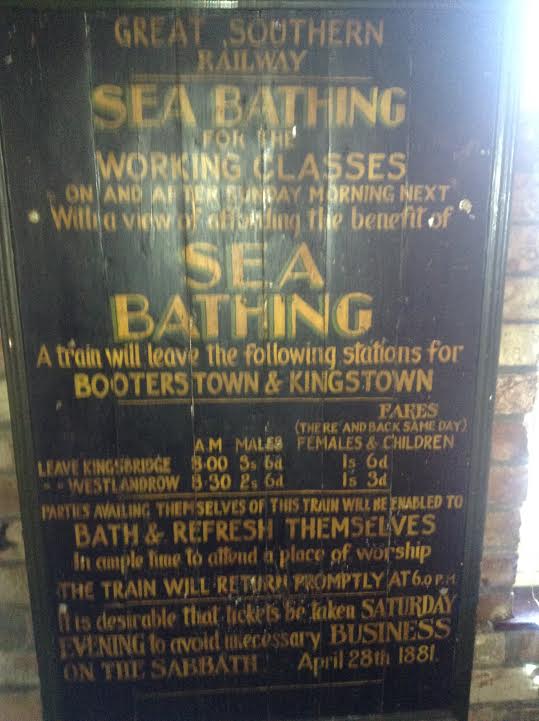 GREAT SOUTHERN
RAILWAY
SEA BATHING
FOR THE
WORKING CLASSES
ON AND AFTER SUNDAY MORNING NEXT
With a view of affording the benefit of
SEA
BATHING
A train will leave the following stations for
BOOTERSTOWN & KINGSTOWN
FARES
(THERE AND BACK SAME DAY)
A.M MALES FEMALES & CHILDREN
LEAVE KINGSBRIDGE 8·00 3s 6d 1s 6d
" " WESTLANDROW 8·30 2s 6d 1s 3d
PARTIES AVAILING THEMSELVES OF THIS TRAIN WILL BE ENABLED TO
BATH & REFRESH THEMSELVES
In ample time to attend a place of worship
THE TRAIN WILL RETURN PROMPTLY AT 6.0 P.M
It is desirable that tickets be taken SATURDAY
EVENING to avoid unecessary BUSINESS
ON THE SABBATH April 28th 1881.